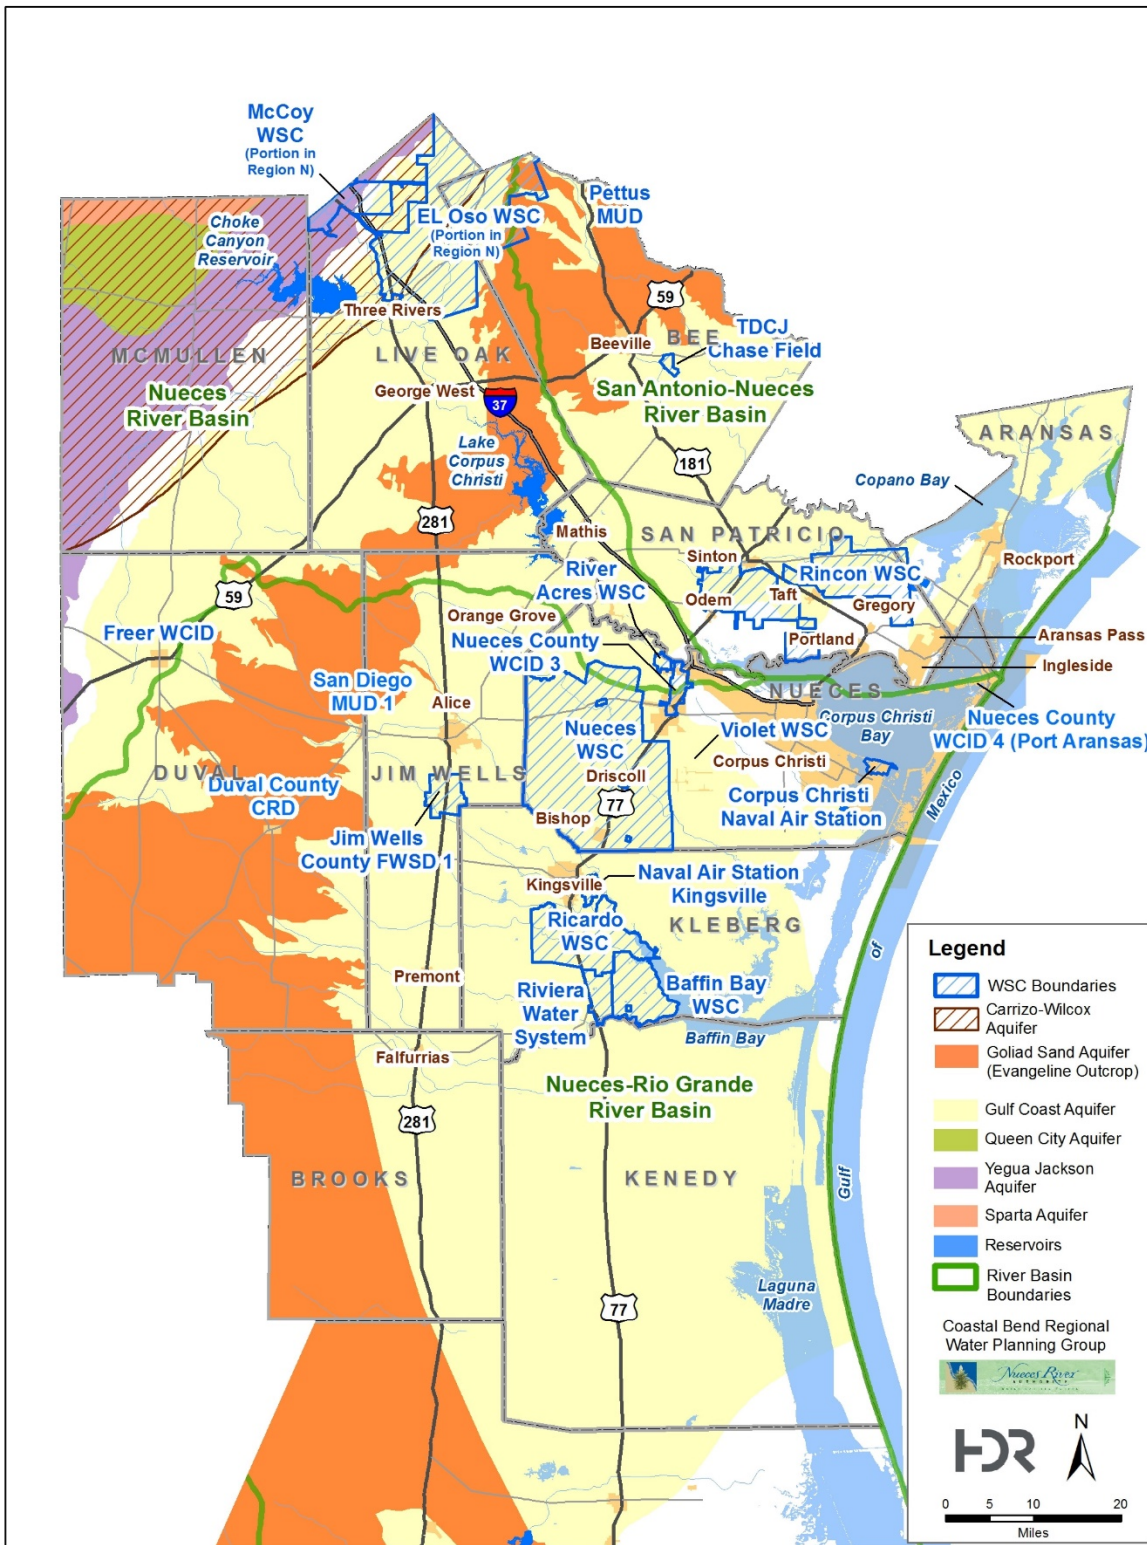 McCoy
WSC
(Portion in
Region N)
Choke
Canyon
Reservoir
EL Oso WSC
(Portion in
Region N)
Pettus
MUD
59
Three Rivers
MCMULLEN
LIVE OAK
Beeville
BEE
TDCJ
Chase Field
Nueces
River Basin
George West
37
San Antonio-Nueces
River Basin
ARANSAS
Lake
Corpus
Christi
181
Copano Bay
281
Mathis
SAN PATRICIO
Sinton
Rockport
59
River
Acres WSC
Rincon WSC
Odem
Taft
Gregory
Orange Grove
Freer WCID
Nueces County
WCID 3
Portland
Aransas Pass
Ingleside
San Diego
MUD 1
Alice
NUECES
Nueces County
WCID 4 (Port Aransas)
Nueces
WSC
Violet WSC
Corpus Christi
Bay
Corpus Christi
DUVAL
JIM WELLS
Duval County
CRD
Driscoll
77
Corpus Christi
Naval Air Station
Mexico
Bishop
Jim Wells
County FWSD 1
Kingsville
Naval Air Station
Kingsville
Ricardo
WSC
KLEBERG
of
Premont
Riviera
Water
System
Baffin Bay
WSC
Baffin Bay
Falfurrias
Nueces-Rio Grande
River Basin
281
BROOKS
KENEDY
Gulf
Laguna
Madre
77
Legend
WSC Boundaries
Carrizo-Wilcox
Aquifer
Goliad Sand Aquifer
(Evangeline Outcrop)
Gulf Coast Aquifer
Queen City Aquifer
Yegua Jackson
Aquifer
Sparta Aquifer
Reservoirs
River Basin
Boundaries
Coastal Bend Regional
Water Planning Group
Nueces River
AUTHORITY
HDR
N
0 5 10 20
Miles